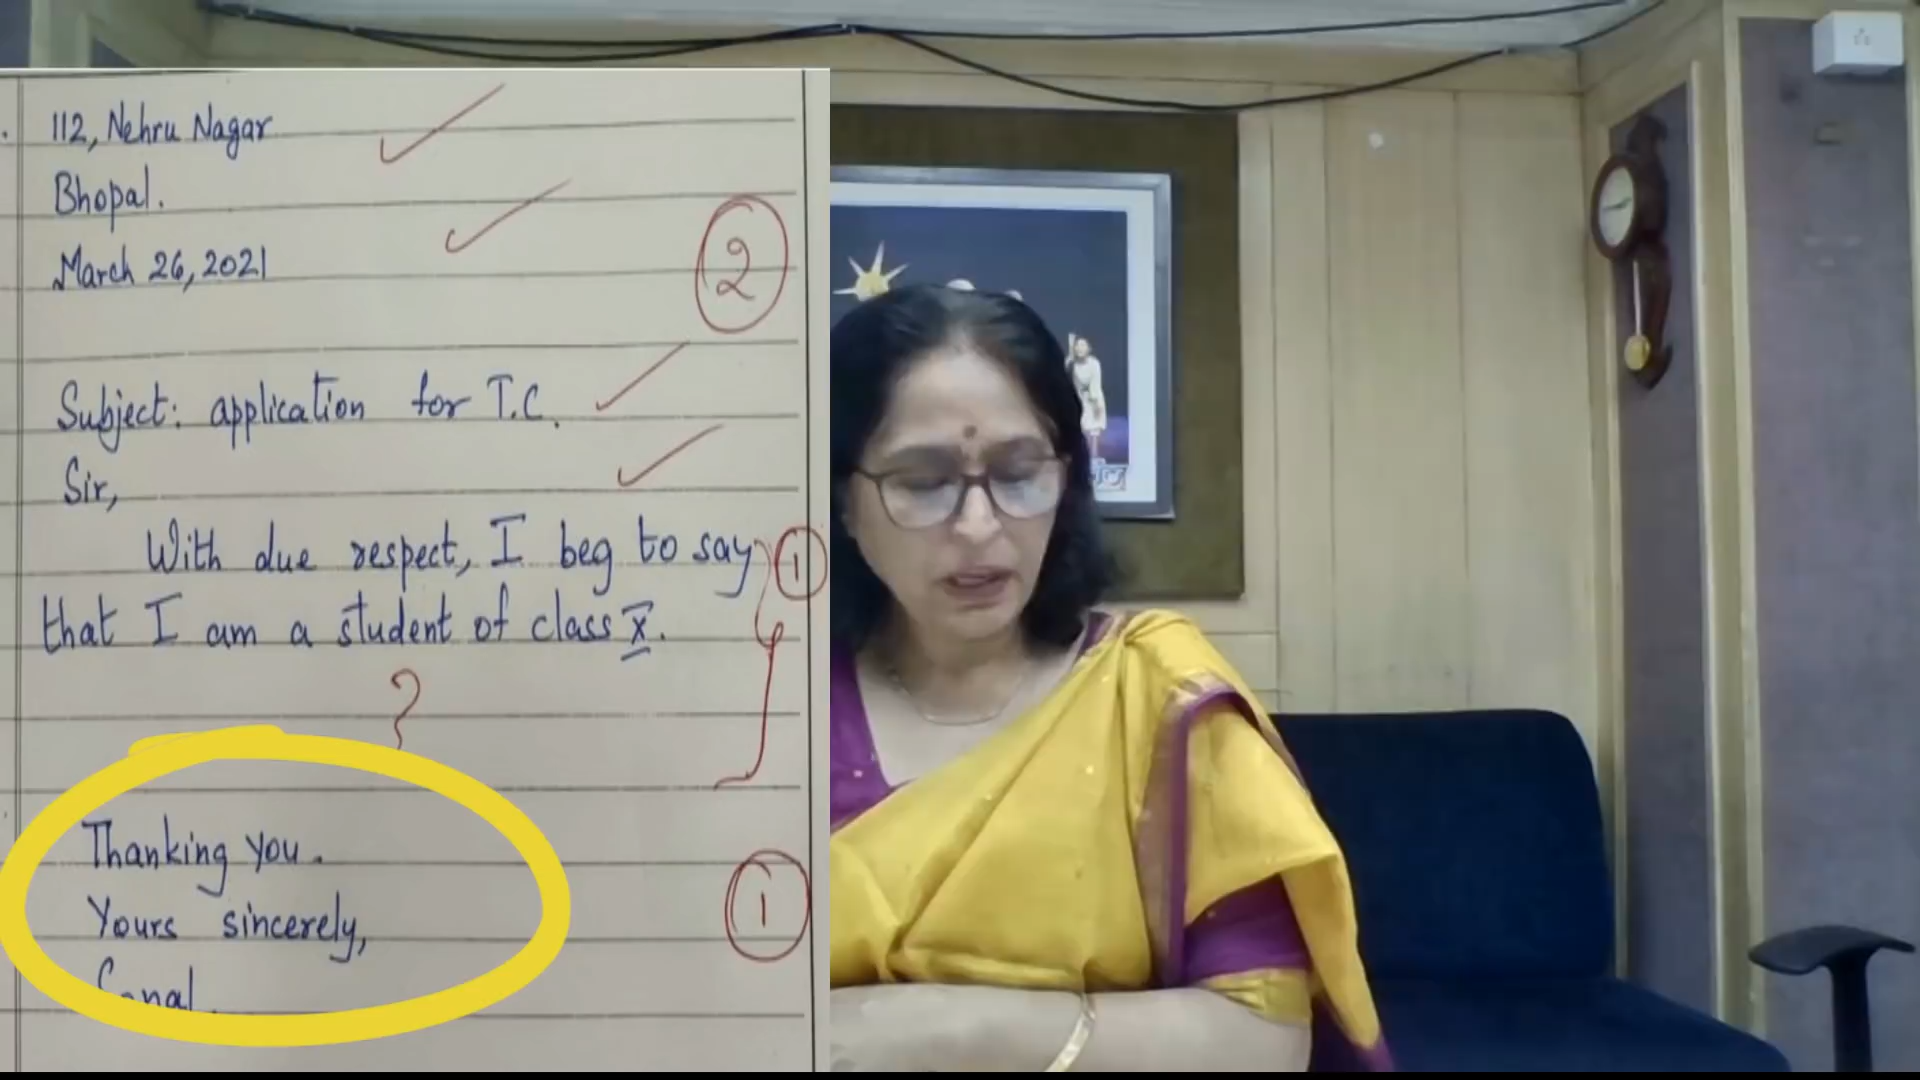 112, Nehru Nagar
Bhopal.
March 26, 2021
2
Subject: application for T.C.
Sir,
With due respect, I beg to say
1
that I am a student of class X.
?
Thanking you.
Yours sincerely,
1